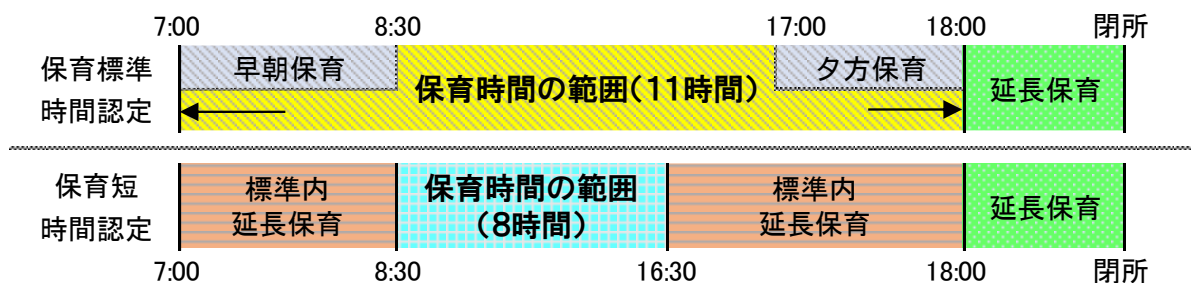 7:00 8:30 17:00 18:00 閉所
保育標準
時間認定
早朝保育
保育時間の範囲(11時間)
夕方保育
延長保育
保育短
時間認定
標準内
延長保育
保育時間の範囲
(8時間)
標準内
延長保育
延長保育
7:00 8:30 16:30 18:00 閉所